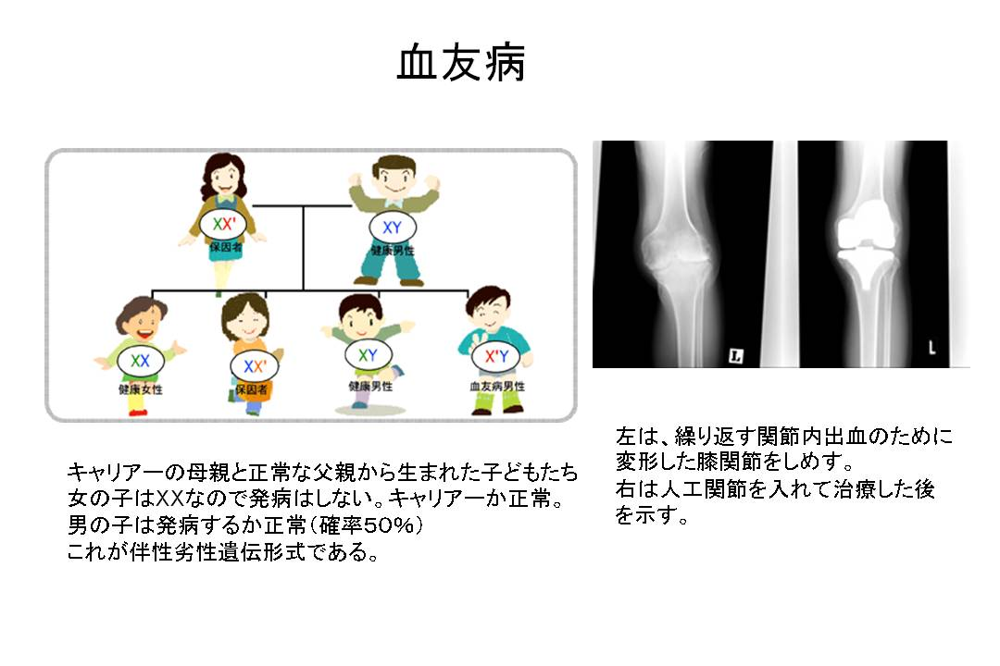 血友病
XX'
保因者
XY
健康男性
XX
健康女性
XX'
保因者
XY
健康男性
X'Y
血友病男性
L
L
キャリアーの母親と正常な父親から生まれた子どもたち
女の子はXXなので発病はしない。キャリアーか正常。
男の子は発病するか正常(確率50%)
これが伴性劣性遺伝形式である。
左は、繰り返す関節内出血のために
変形した膝関節をしめす。
右は人工関節を入れて治療した後
を示す。